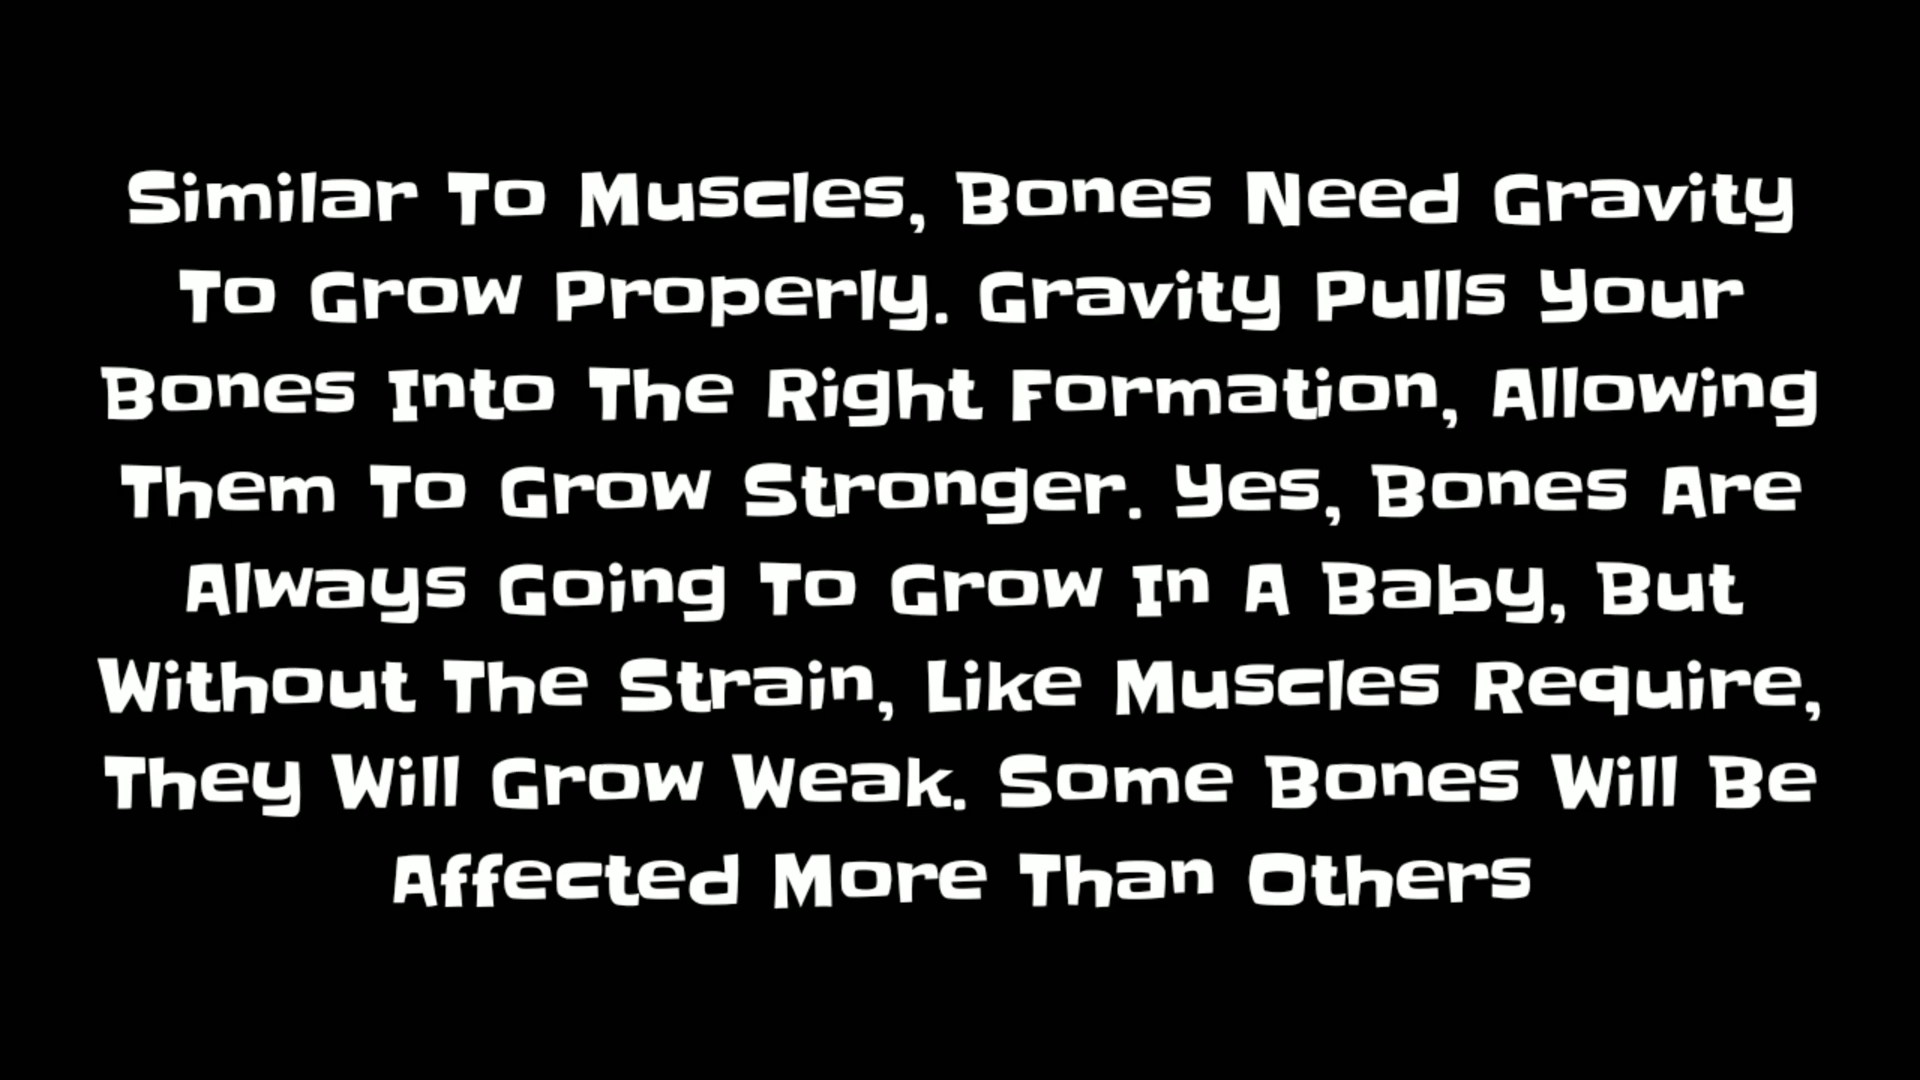 Similar To Muscles, Bones Need Gravity
To Grow Properly. Gravity Pulls Your
Bones Into The Right Formation, Allowing
Them To Grow Stronger. Yes, Bones Are
Always Going To Grow In A Baby, But
Without The Strain, Like Muscles Require,
They Will Grow Weak. Some Bones Will Be
Affected More Than Others